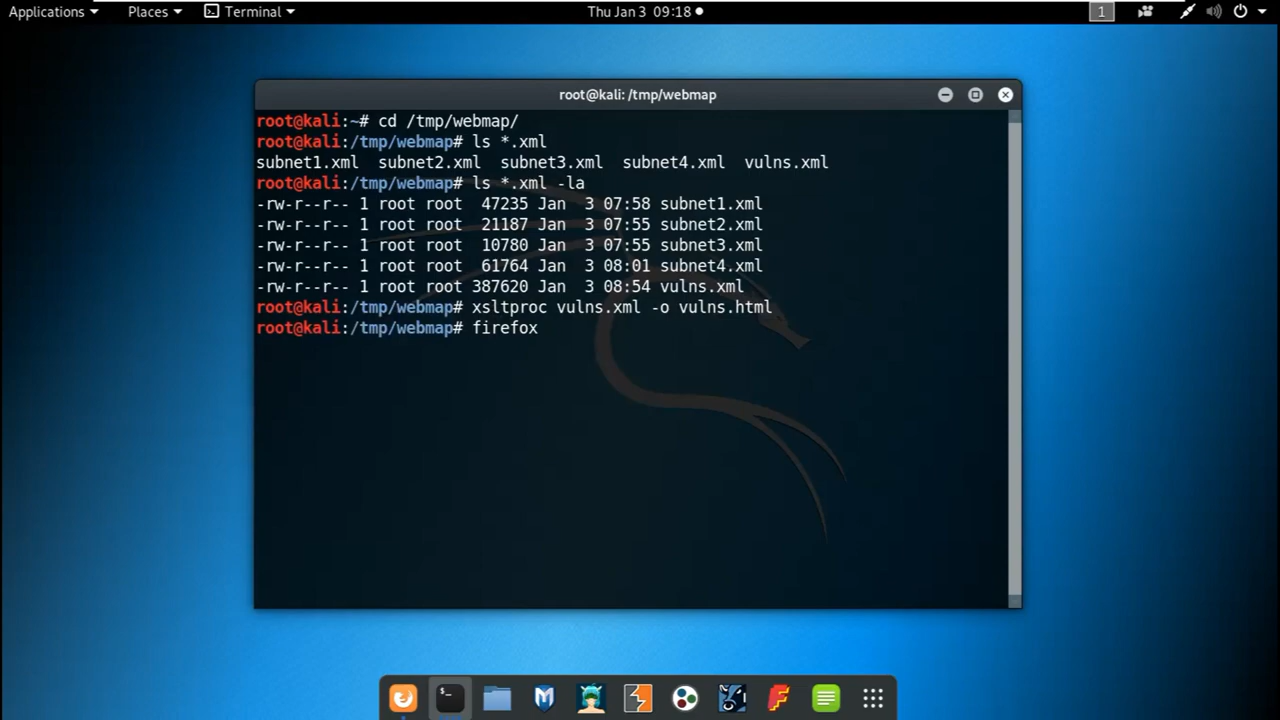 Applications Places Terminal Thu Jan 3 09:18 1
root@kali: /tmp/webmap
root@kali:~# cd /tmp/webmap/
root@kali:/tmp/webmap# ls *.xml
subnet1.xml  subnet2.xml  subnet3.xml  subnet4.xml  vulns.xml
root@kali:/tmp/webmap# ls *.xml -la
-rw-r--r-- 1 root root  47235 Jan  3 07:58 subnet1.xml
-rw-r--r-- 1 root root  21187 Jan  3 07:55 subnet2.xml
-rw-r--r-- 1 root root  10780 Jan  3 07:55 subnet3.xml
-rw-r--r-- 1 root root  61764 Jan  3 08:01 subnet4.xml
-rw-r--r-- 1 root root 387620 Jan  3 08:54 vulns.xml
root@kali:/tmp/webmap# xsltproc vulns.xml -o vulns.html
root@kali:/tmp/webmap# firefox
$_
M
F